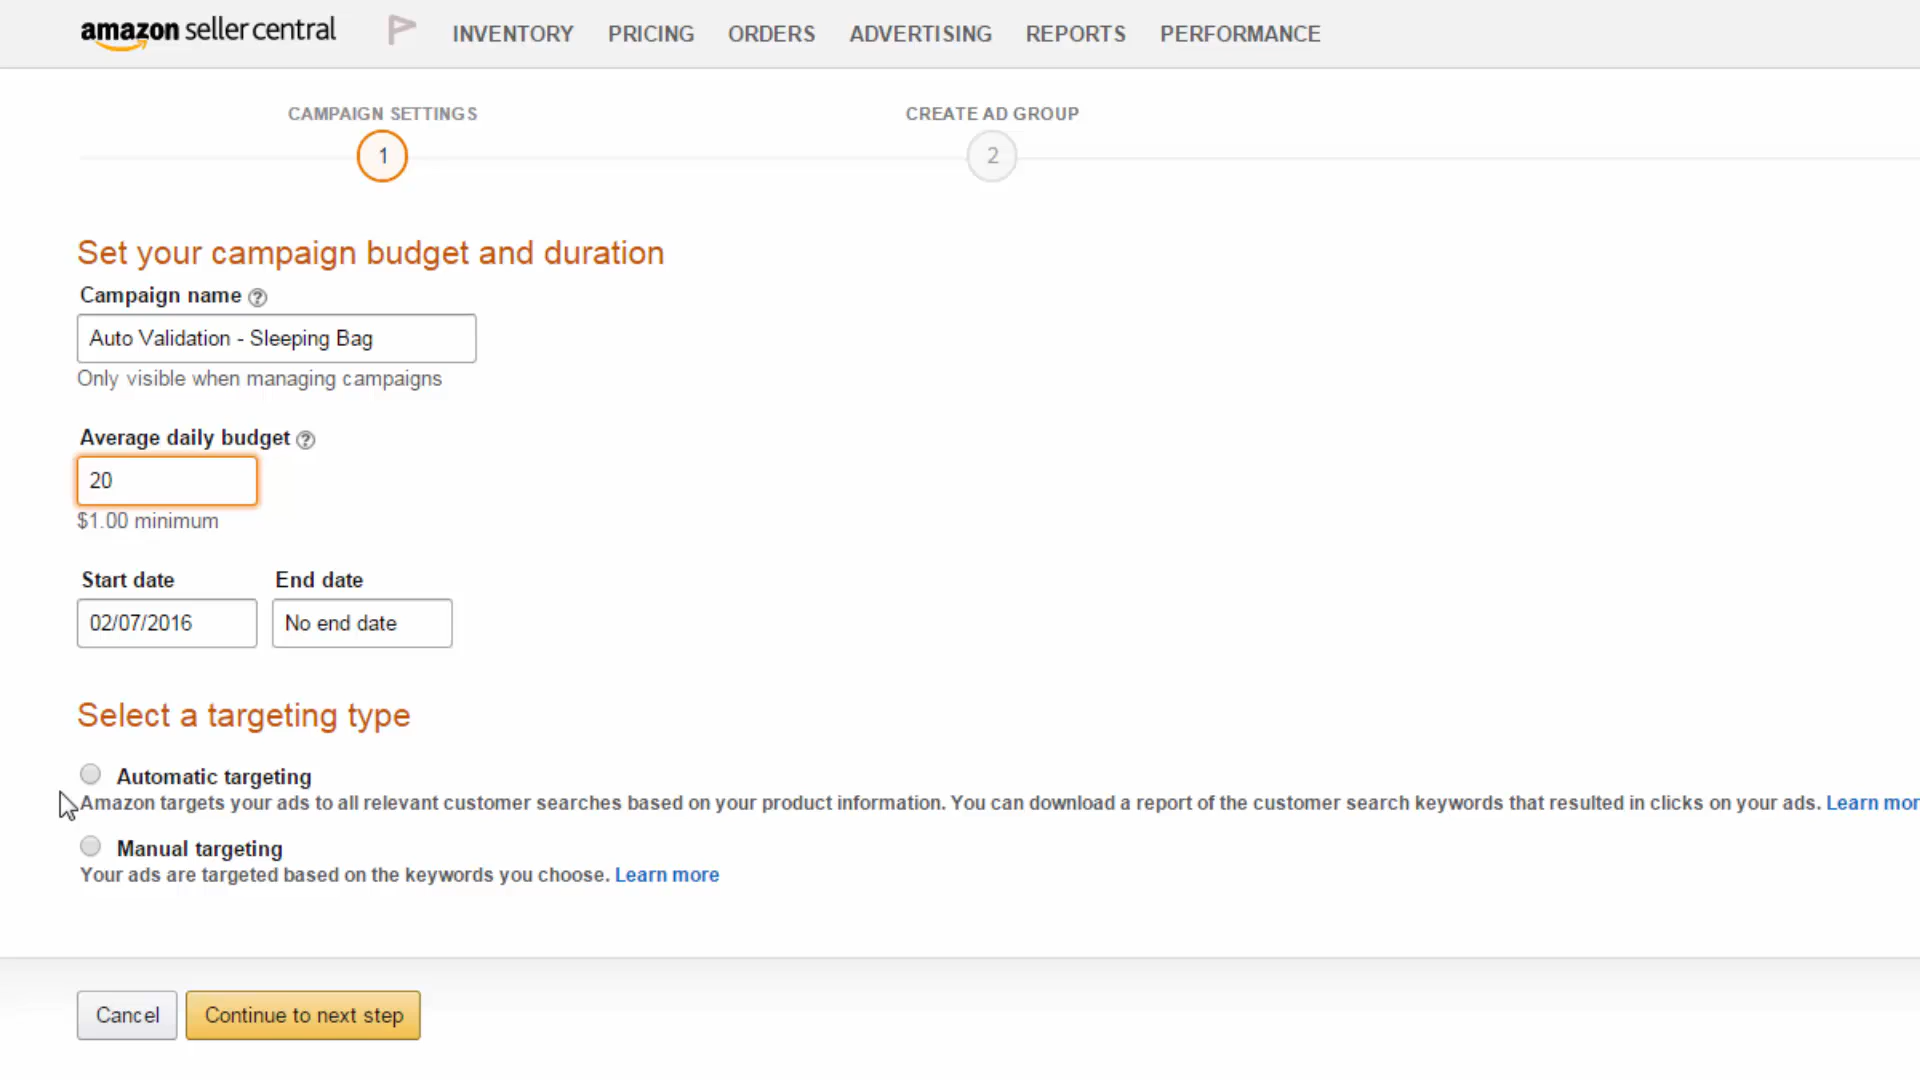 amazon seller central
INVENTORY PRICING ORDERS ADVERTISING REPORTS PERFORMANCE
CAMPAIGN SETTINGS CREATE AD GROUP
1 2
Set your campaign budget and duration
Campaign name ?
Auto Validation - Sleeping Bag
Only visible when managing campaigns
Average daily budget ?
20
$1.00 minimum
Start date End date
02/07/2016 No end date
Select a targeting type
Automatic targeting
Amazon targets your ads to all relevant customer searches based on your product information. You can download a report of the customer search keywords that resulted in clicks on your ads. Learn mor
Manual targeting
Your ads are targeted based on the keywords you choose. Learn more
Cancel Continue to next step